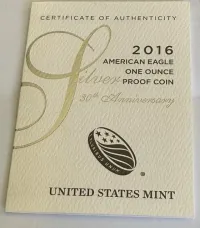 CERTIFICATE OF AUTHENTICITY
2016
AMERICAN EAGLE
ONE OUNCE
PROOF COIN
Silver
30th Anniversary
UNITED STATES MINT